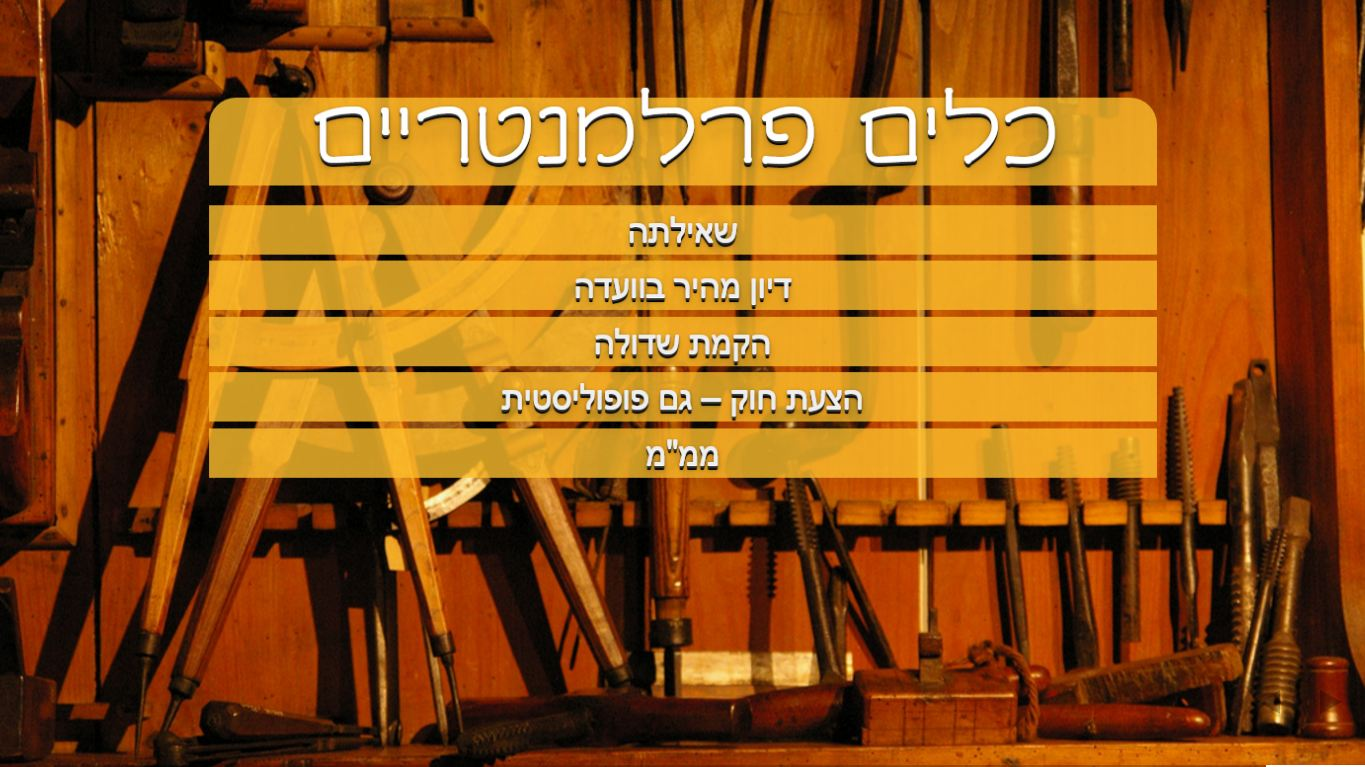 כלים פרלמנטריים
שאילתה
דיון מהיר בוועדה
הקמת שדולה
הצעת חוק – גם פופוליסטית
ממ"מ